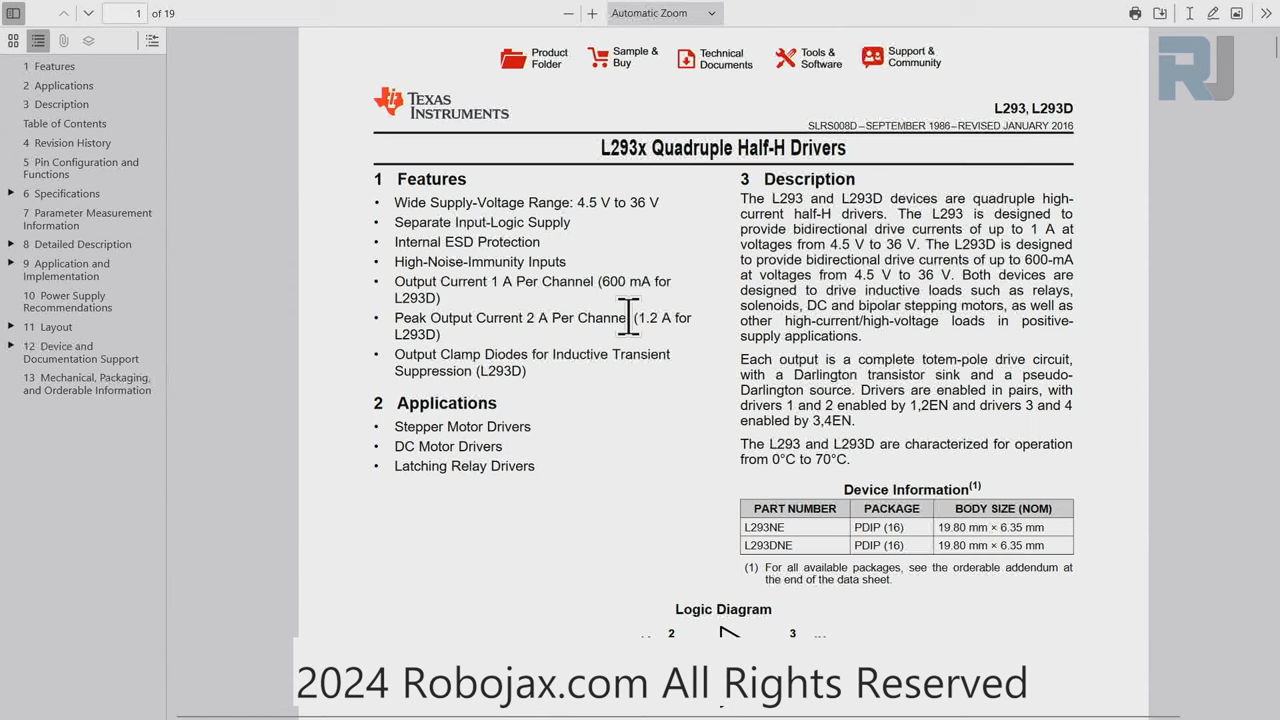 1 of 19
Automatic Zoom
1 Features
2 Applications
3 Description
Table of Contents
4 Revision History
5 Pin Configuration and
Functions
6 Specifications
7 Parameter Measurement
Information
8 Detailed Description
9 Application and
Implementation
10 Power Supply
Recommendations
11 Layout
12 Device and
Documentation Support
13 Mechanical, Packaging,
and Orderable Information
Product
Folder
Sample &
Buy
Technical
Documents
Tools &
Software
Support &
Community
RJ
TEXAS
INSTRUMENTS
L293, L293D
SLRS008D–SEPTEMBER 1986–REVISED JANUARY 2016
L293x Quadruple Half-H Drivers
1 Features
• Wide Supply-Voltage Range: 4.5 V to 36 V
• Separate Input-Logic Supply
• Internal ESD Protection
• High-Noise-Immunity Inputs
• Output Current 1 A Per Channel (600 mA for
L293D)
• Peak Output Current 2 A Per Channel (1.2 A for
L293D)
• Output Clamp Diodes for Inductive Transient
Suppression (L293D)
2 Applications
• Stepper Motor Drivers
• DC Motor Drivers
• Latching Relay Drivers
3 Description
The L293 and L293D devices are quadruple high-
current half-H drivers. The L293 is designed to
provide bidirectional drive currents of up to 1 A at
voltages from 4.5 V to 36 V. The L293D is designed
to provide bidirectional drive currents of up to 600-mA
at voltages from 4.5 V to 36 V. Both devices are
designed to drive inductive loads such as relays,
solenoids, DC and bipolar stepping motors, as well as
other high-current/high-voltage loads in positive-
supply applications.
Each output is a complete totem-pole drive circuit,
with a Darlington transistor sink and a pseudo-
Darlington source. Drivers are enabled in pairs, with
drivers 1 and 2 enabled by 1,2EN and drivers 3 and 4
enabled by 3,4EN.
The L293 and L293D are characterized for operation
from 0°C to 70°C.
Device Information(1)
PART NUMBER PACKAGE BODY SIZE (NOM)
L293NE PDIP (16) 19.80 mm × 6.35 mm
L293DNE PDIP (16) 19.80 mm × 6.35 mm
(1) For all available packages, see the orderable addendum at
the end of the data sheet.
Logic Diagram
2 3
2024 Robojax.com All Rights Reserved